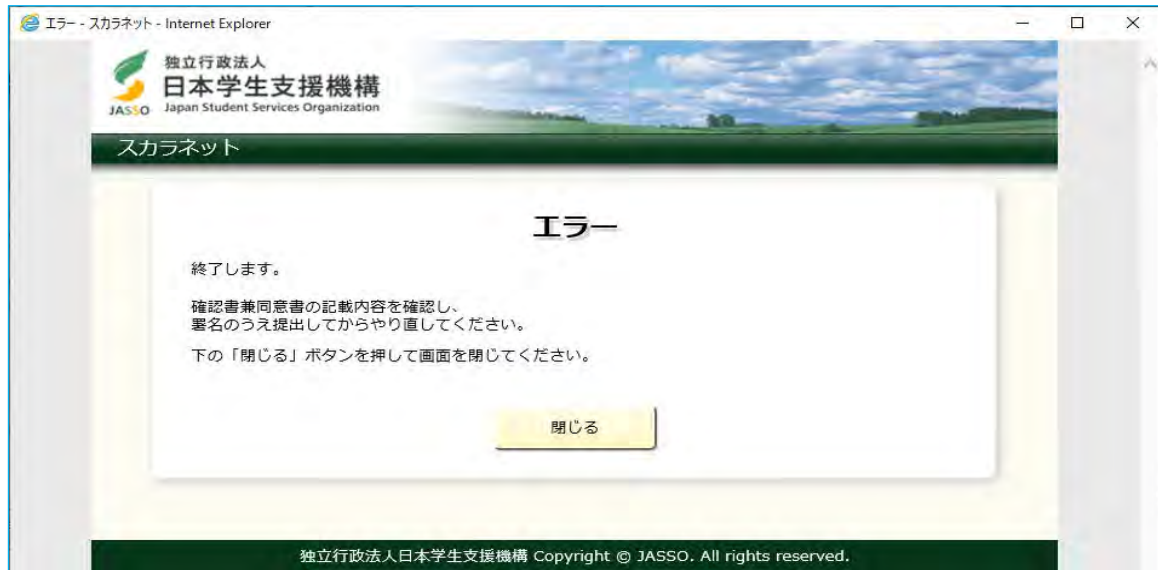 エラー - スカラネット - Internet Explorer
独立行政法人
日本学生支援機構
JASSO Japan Student Services Organization
スカラネット
エラー
終了します。
確認書兼同意書の記載内容を確認し、
署名のうえ提出してからやり直してください。
下の「閉じる」ボタンを押して画面を閉じてください。
閉じる
独立行政法人日本学生支援機構 Copyright © JASSO. All rights reserved.